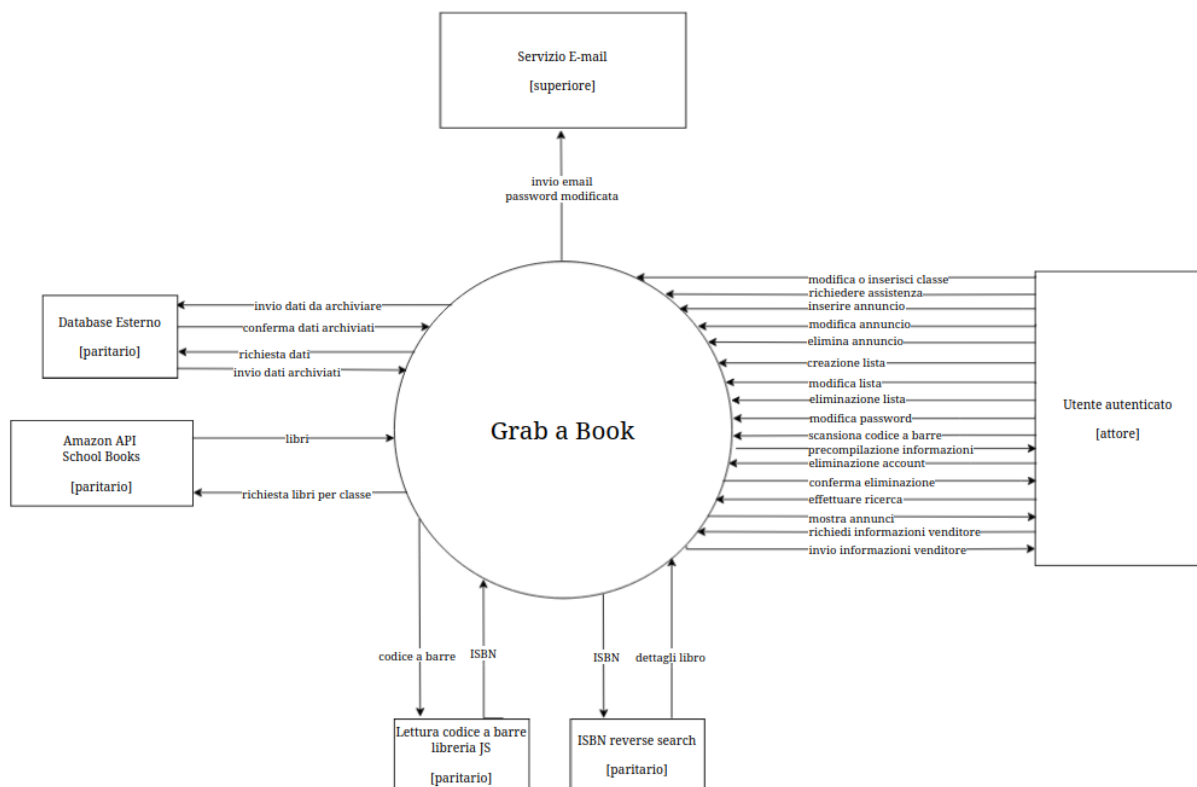 Servizio E-mail
[superiore]
invio email
password modificata
modifica o inserisci classe
richiedere assistenza
inserire annuncio
modifica annuncio
elimina annuncio
creazione lista
modifica lista
eliminazione lista
modifica password
scansiona codice a barre
precompilazione informazioni
eliminazione account
conferma eliminazione
effettuare ricerca
mostra annunci
richiedi informazioni venditore
invio informazioni venditore
Utente autenticato
[attore]
Database Esterno
[paritario]
invio dati da archiviare
conferma dati archiviati
richiesta dati
invio dati archiviati
Grab a Book
Amazon API
School Books
[paritario]
libri
richiesta libri per classe
codice a barre
ISBN
ISBN
dettagli libro
Lettura codice a barre
libreria JS
[paritario]
ISBN reverse search
[paritario]